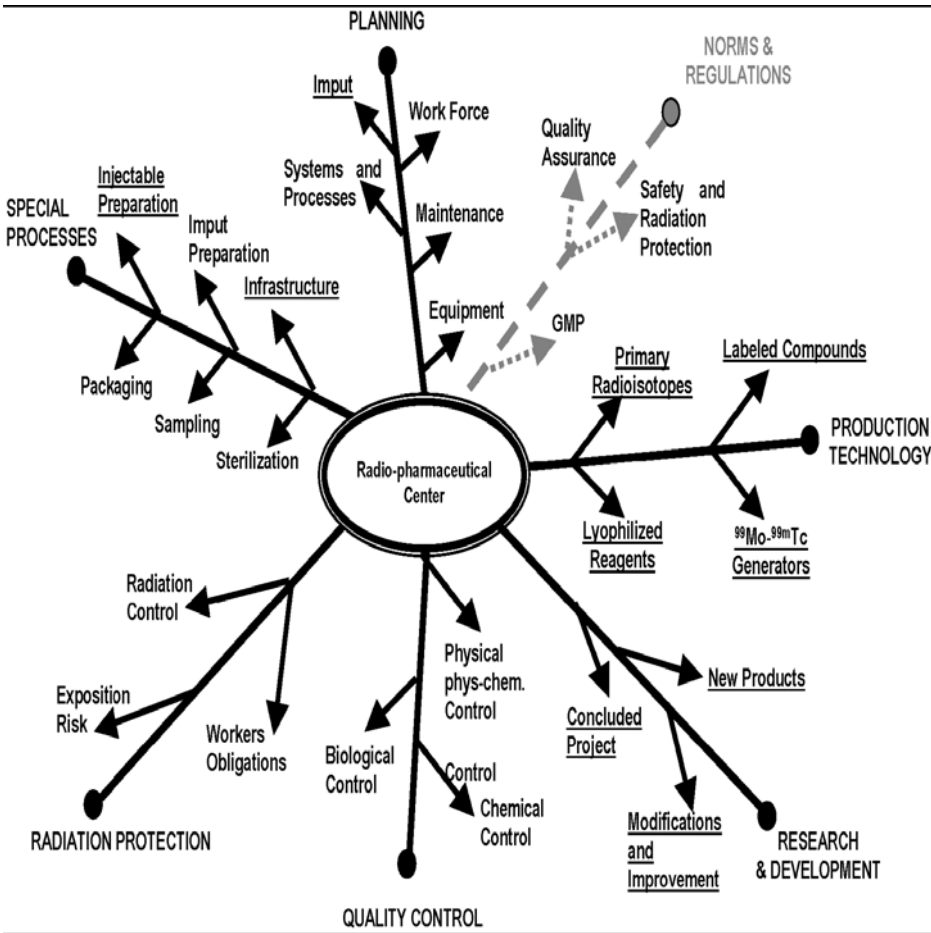 PLANNING
Imput
Work Force
Systems and
Processes
Maintenance
Equipment
NORMS &
REGULATIONS
Quality
Assurance
Safety and
Radiation
Protection
GMP
SPECIAL
PROCESSES
Injectable
Preparation
Imput
Preparation
Infrastructure
Packaging
Sampling
Sterilization
Radio-pharmaceutical
Center
Primary
Radioisotopes
Labeled Compounds
PRODUCTION
TECHNOLOGY
Lyophilized
Reagents
⁹⁹Mo-⁹⁹ᵐTc
Generators
Radiation
Control
Exposition
Risk
Workers
Obligations
RADIATION PROTECTION
Physical
phys-chem.
Control
Biological
Control
Control
Chemical
Control
QUALITY CONTROL
New Products
Concluded
Project
Modifications
and
Improvement
RESEARCH
& DEVELOPMENT